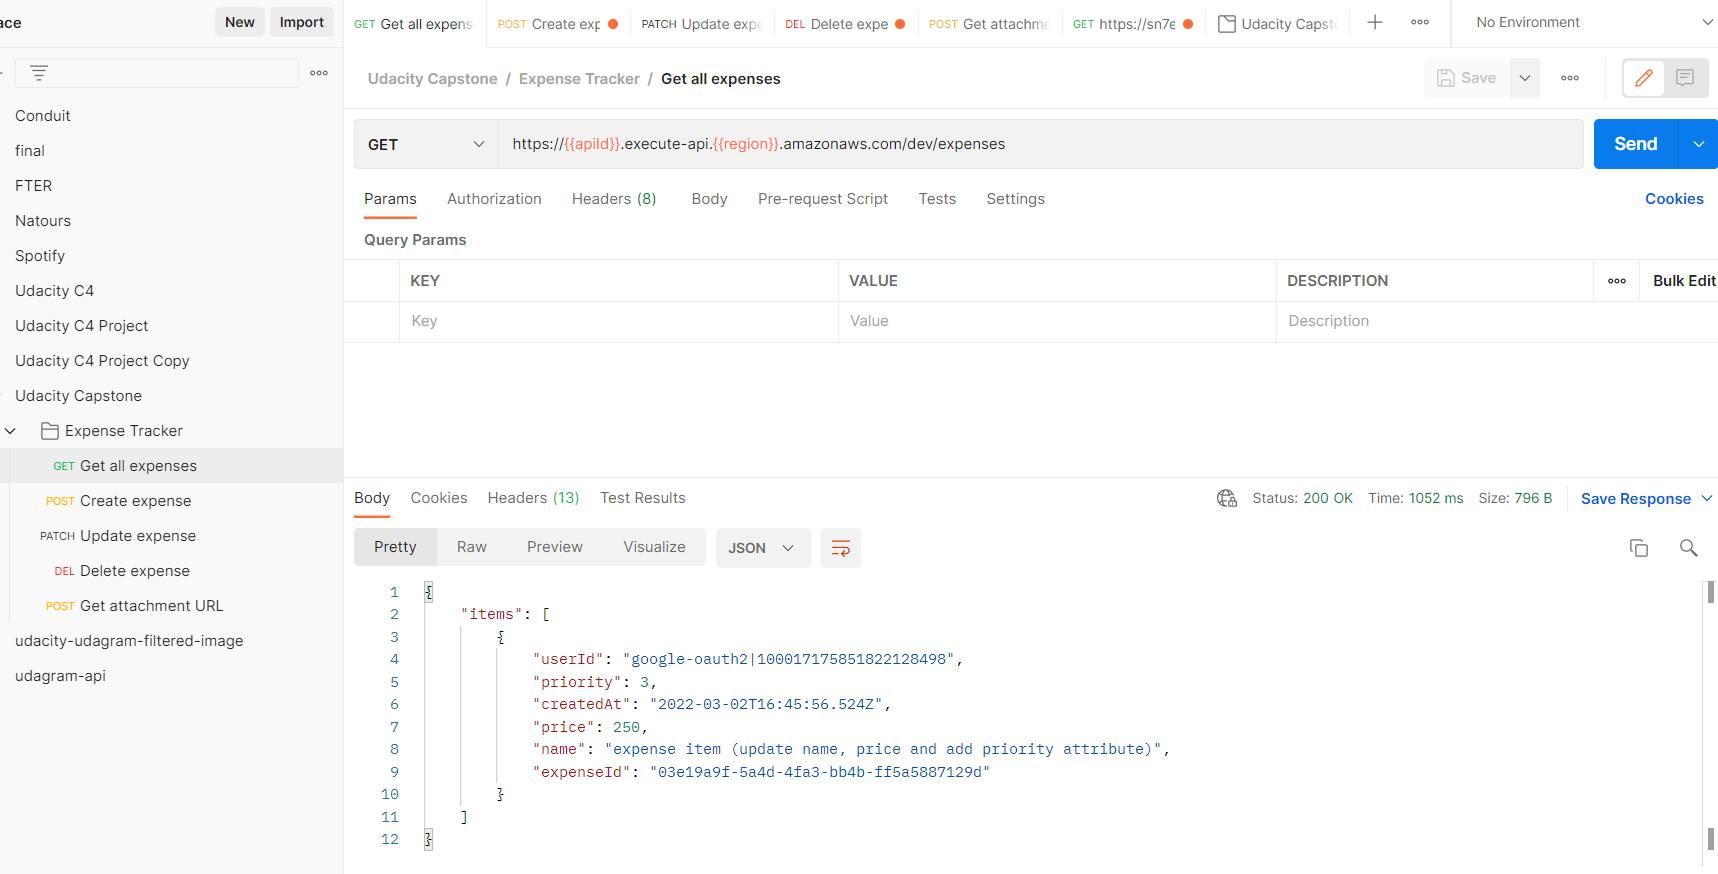 ace
New
Import
GET Get all expens
POST Create exp
PATCH Update expe
DEL Delete expe
POST Get attachme
GET https://sn7e
Udacity Capsto
No Environment
Udacity Capstone / Expense Tracker / Get all expenses
Save
GET
https://{{apiId}}.execute-api.{{region}}.amazonaws.com/dev/expenses
Send
Params
Authorization
Headers (8)
Body
Pre-request Script
Tests
Settings
Cookies
Query Params
KEY
VALUE
DESCRIPTION
Bulk Edit
Key
Value
Description
Conduit
final
FTER
Natours
Spotify
Udacity C4
Udacity C4 Project
Udacity C4 Project Copy
Udacity Capstone
Expense Tracker
GET Get all expenses
POST Create expense
PATCH Update expense
DEL Delete expense
POST Get attachment URL
udacity-udagram-filtered-image
udagram-api
Body
Cookies
Headers (13)
Test Results
Status: 200 OK
Time: 1052 ms
Size: 796 B
Save Response
Pretty
Raw
Preview
Visualize
JSON
1 {
2 "items": [
3 {
4 "userId": "google-oauth2|100017175851822128498",
5 "priority": 3,
6 "createdAt": "2022-03-02T16:45:56.524Z",
7 "price": 250,
8 "name": "expense item (update name, price and add priority attribute)",
9 "expenseId": "03e19a9f-5a4d-4fa3-bb4b-ff5a5887129d"
10 }
11 ]
12 }